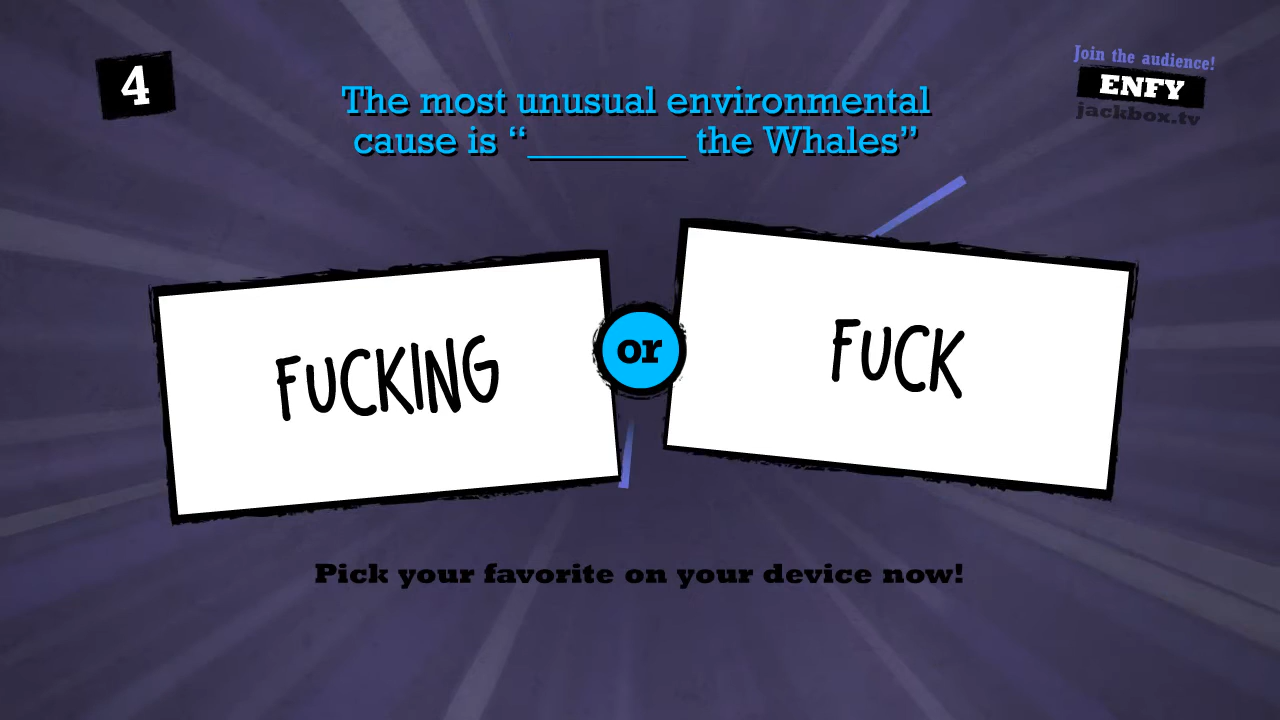 4
Join the audience!
ENFY
jackbox.tv
The most unusual environmental
cause is “________ the Whales”
FUCKING
or
FUCK
Pick your favorite on your device now!